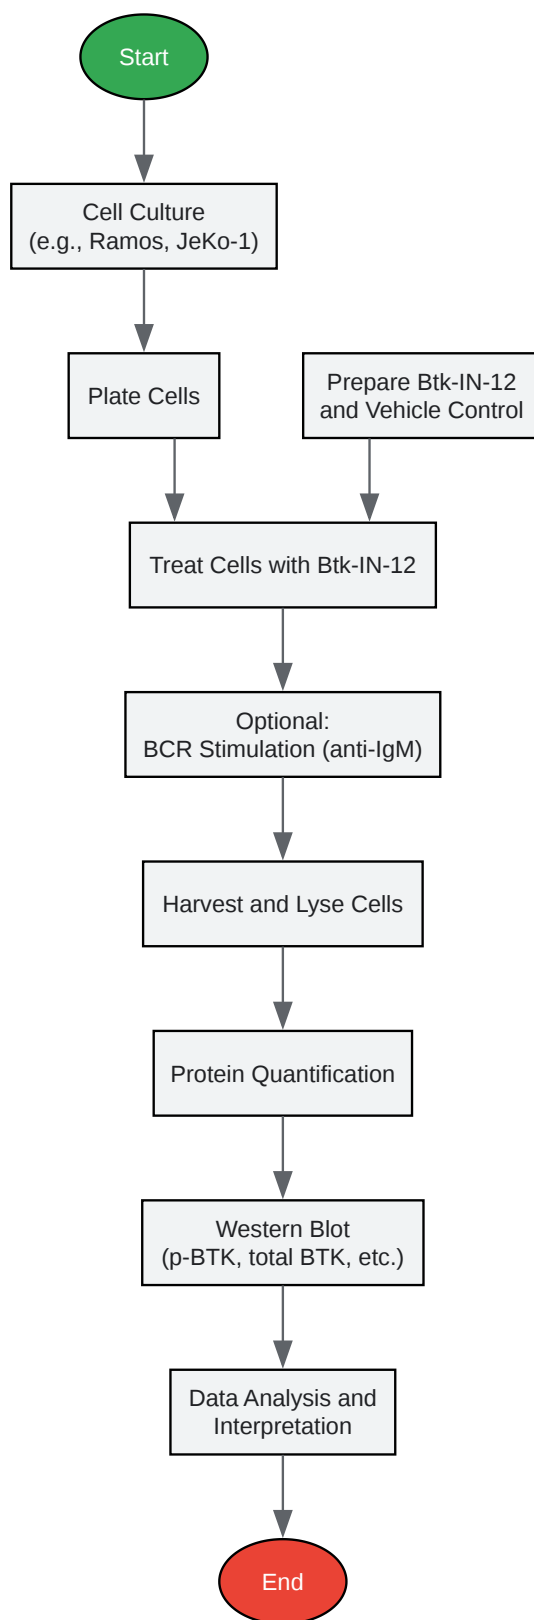 Start
Cell Culture
(e.g., Ramos, JeKo-1)
Plate Cells
Prepare Btk-IN-12
and Vehicle Control
Treat Cells with Btk-IN-12
Optional:
BCR Stimulation (anti-IgM)
Harvest and Lyse Cells
Protein Quantification
Western Blot
(p-BTK, total BTK, etc.)
Data Analysis and
Interpretation
End